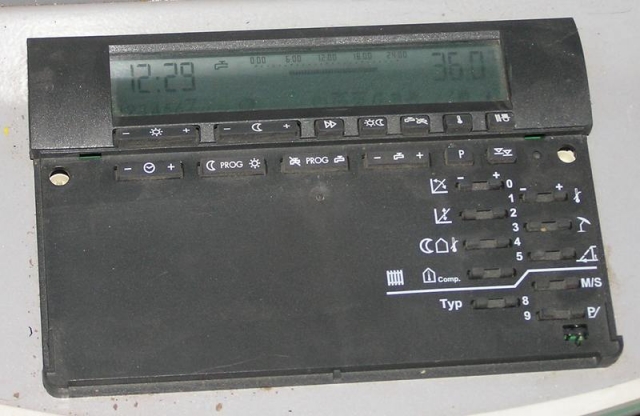 0.00 6.00 12.00 18.00 24.00
12:29 36.0
- + - +
- + PROG PROG - + P
- + 0
1 - +
2
3
4
5
Comp.
M/S
Typ 8
9 P/